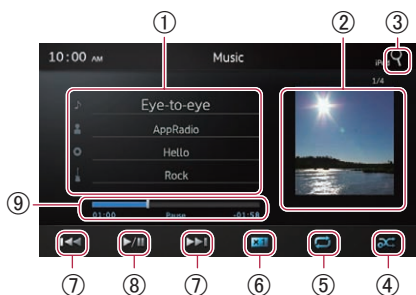 ① ② ③
10:00 AM Music iPod
1/4
Eye-to-eye
AppRadio
Hello
Rock
⑨
01:00 Pause -01:58
⑦ ⑧ ⑦ ⑥ ⑤ ④